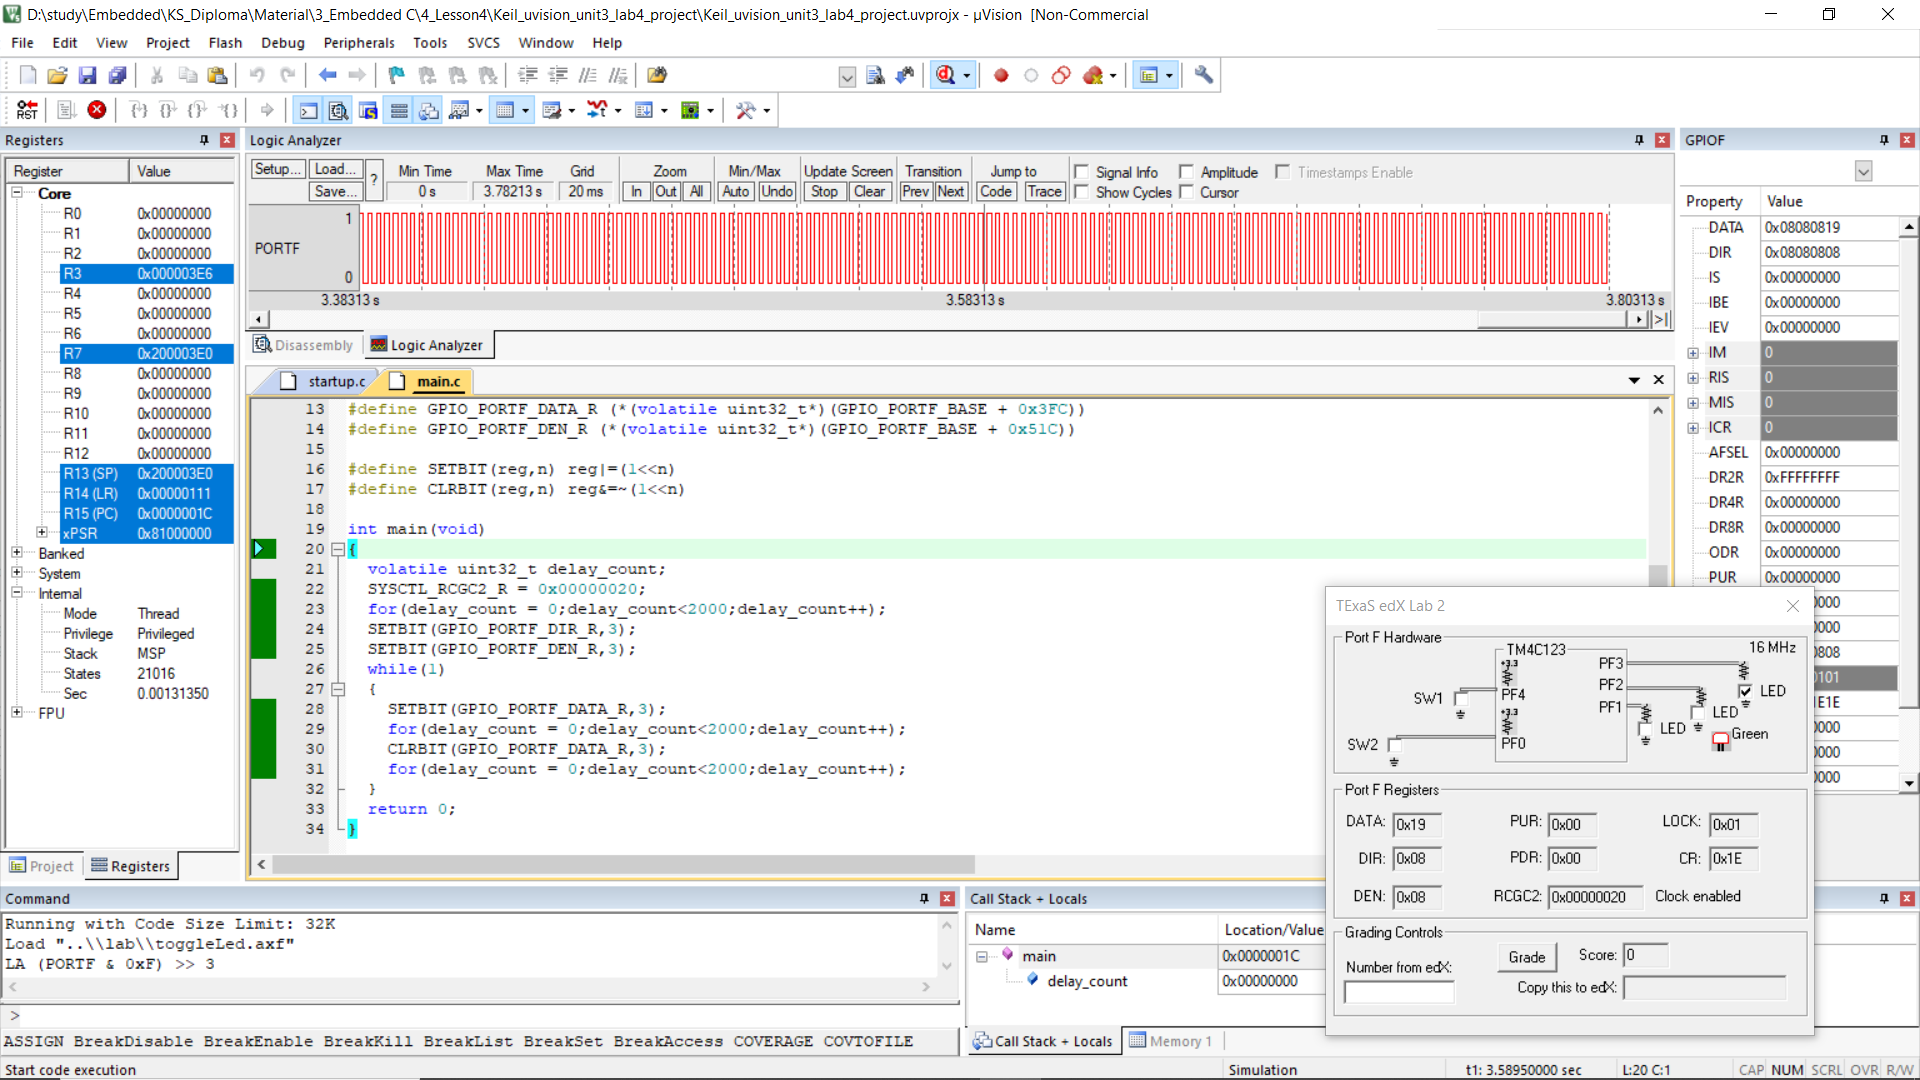 D:\study\Embedded\KS_Diploma\Material\3_Embedded C\4_Lesson4\Keil_uvision_unit3_lab4_project\Keil_uvision_unit3_lab4_project.uvprojx - µVision  [Non-Commercial
File Edit View Project Flash Debug Peripherals Tools SVCS Window Help
RST
Registers
Register Value
Core
R0 0x00000000
R1 0x00000000
R2 0x00000000
R3 0x000003E6
R4 0x00000000
R5 0x00000000
R6 0x00000000
R7 0x200003E0
R8 0x00000000
R9 0x00000000
R10 0x00000000
R11 0x00000000
R12 0x00000000
R13 (SP) 0x200003E0
R14 (LR) 0x00000111
R15 (PC) 0x0000001C
xPSR 0x81000000
Banked
System
Internal
Mode Thread
Privilege Privileged
Stack MSP
States 21016
Sec 0.00131350
FPU
Project Registers
Logic Analyzer
Setup... Load... Save... ?
Min Time Max Time Grid Zoom Min/Max Update Screen Transition Jump to Signal Info Amplitude Timestamps Enable
0 s 3.78213 s 20 ms In Out All Auto Undo Stop Clear Prev Next Code Trace Show Cycles Cursor
1
PORTF
0
3.38313 s 3.58313 s 3.80313 s
Disassembly Logic Analyzer
startup.c main.c
13 #define GPIO_PORTF_DATA_R (*(volatile uint32_t*)(GPIO_PORTF_BASE + 0x3FC))
14 #define GPIO_PORTF_DEN_R (*(volatile uint32_t*)(GPIO_PORTF_BASE + 0x51C))
15
16 #define SETBIT(reg,n) reg|=(1<<n)
17 #define CLRBIT(reg,n) reg&=~(1<<n)
18
19 int main(void)
20 {
21 volatile uint32_t delay_count;
22 SYSCTL_RCGC2_R = 0x00000020;
23 for(delay_count = 0;delay_count<2000;delay_count++);
24 SETBIT(GPIO_PORTF_DIR_R,3);
25 SETBIT(GPIO_PORTF_DEN_R,3);
26 while(1)
27 {
28 SETBIT(GPIO_PORTF_DATA_R,3);
29 for(delay_count = 0;delay_count<2000;delay_count++);
30 CLRBIT(GPIO_PORTF_DATA_R,3);
31 for(delay_count = 0;delay_count<2000;delay_count++);
32 }
33 return 0;
34 }
GPIOF
Property Value
DATA 0x08080819
DIR 0x08080808
IS 0x00000000
IBE 0x00000000
IEV 0x00000000
IM 0
RIS 0
MIS 0
ICR 0
AFSEL 0x00000000
DR2R 0xFFFFFFFF
DR4R 0x00000000
DR8R 0x00000000
ODR 0x00000000
PUR 0x00000000
0000
0000
0808
0101
1E1E
0000
0000
0000
TExaS edX Lab 2
Port F Hardware
TM4C123 16 MHz
+3.3 PF3
SW1 PF4 PF2 LED
+3.3 PF1 LED
SW2 PF0 LED Green
Port F Registers
DATA: 0x19 PUR: 0x00 LOCK: 0x01
DIR: 0x08 PDR: 0x00 CR: 0x1E
DEN: 0x08 RCGC2: 0x00000020 Clock enabled
Grading Controls
Number from edX: Grade Score: 0
Copy this to edX:
Command
Running with Code Size Limit: 32K
Load "..\\lab\\toggleLed.axf"
LA (PORTF & 0xF) >> 3
>
ASSIGN BreakDisable BreakEnable BreakKill BreakList BreakSet BreakAccess COVERAGE COVTOFILE
Call Stack + Locals
Name Location/Value
main 0x0000001C
delay_count 0x00000000
Call Stack + Locals Memory 1
Start code execution Simulation t1: 3.58950000 sec L:20 C:1 CAP NUM SCRL OVR R/W